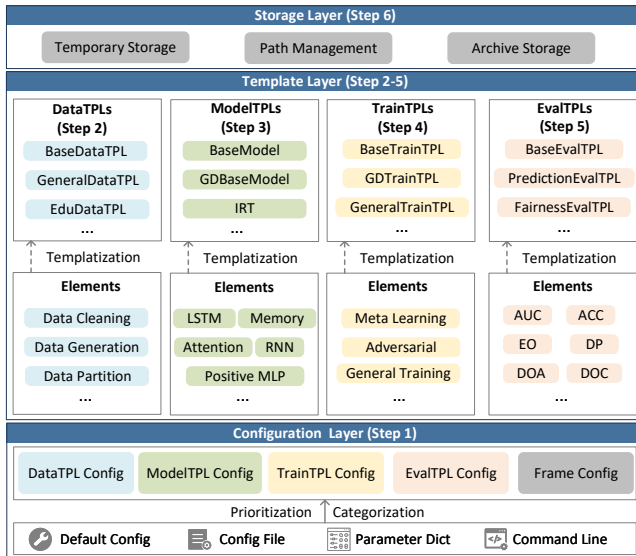 Storage Layer (Step 6)
Temporary Storage
Path Management
Archive Storage
Template Layer (Step 2-5)
DataTPLs
(Step 2)
BaseDataTPL
GeneralDataTPL
EduDataTPL
...
ModelTPLs
(Step 3)
BaseModel
GDBaseModel
IRT
...
TrainTPLs
(Step 4)
BaseTrainTPL
GDTrainTPL
GeneralTrainTPL
...
EvalTPLs
(Step 5)
BaseEvalTPL
PredictionEvalTPL
FairnessEvalTPL
...
Templatization
Templatization
Templatization
Templatization
Elements
Data Cleaning
Data Generation
Data Partition
...
Elements
LSTM Memory
Attention RNN
Positive MLP
...
Elements
Meta Learning
Adversarial
General Training
...
Elements
AUC ACC
EO DP
DOA DOC
...
Configuration Layer (Step 1)
DataTPL Config
ModelTPL Config
TrainTPL Config
EvalTPL Config
Frame Config
Prioritization Categorization
Default Config
Config File
Parameter Dict
Command Line